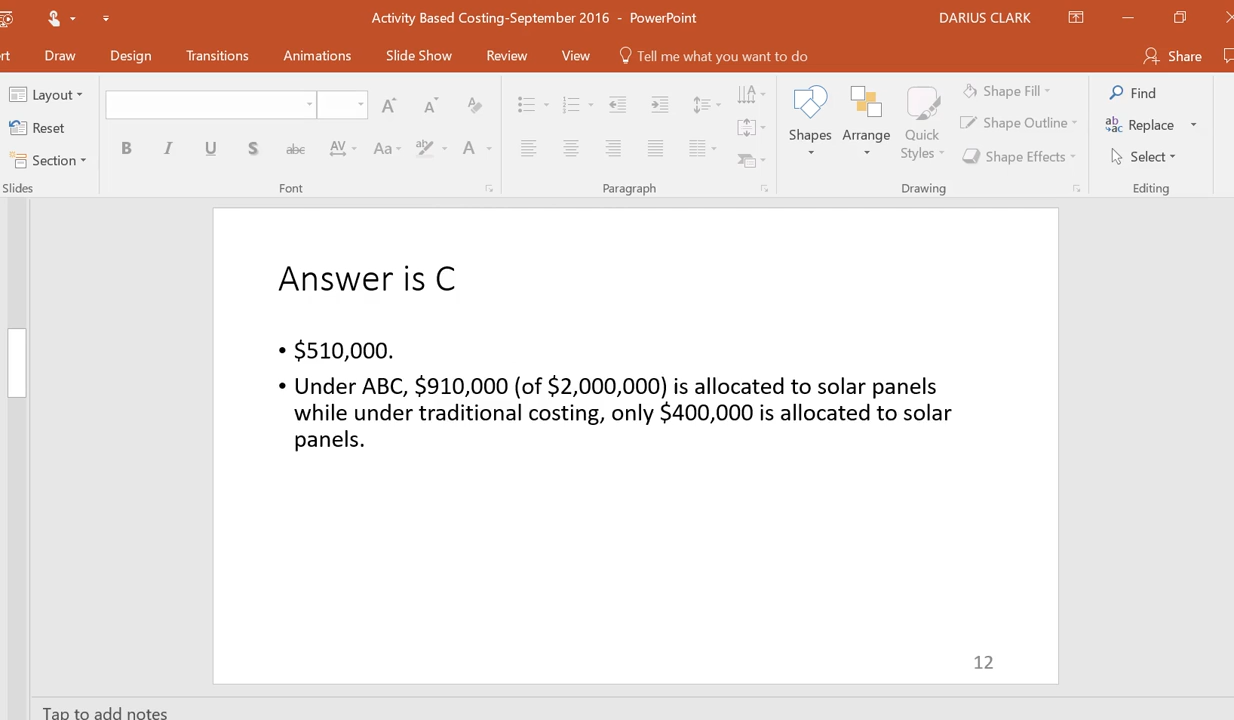 Activity Based Costing-September 2016 - PowerPoint
DARIUS CLARK
rt Draw Design Transitions Animations Slide Show Review View Tell me what you want to do Share
Layout
Reset
Section
Slides
B I U S abc AV Aa ab A
Font
Paragraph
Shapes
Arrange
Quick
Styles
Shape Fill
Shape Outline
Shape Effects
Drawing
Find
Replace
Select
Editing
Answer is C
• $510,000.
• Under ABC, $910,000 (of $2,000,000) is allocated to solar panels
while under traditional costing, only $400,000 is allocated to solar
panels.
12
Tap to add notes